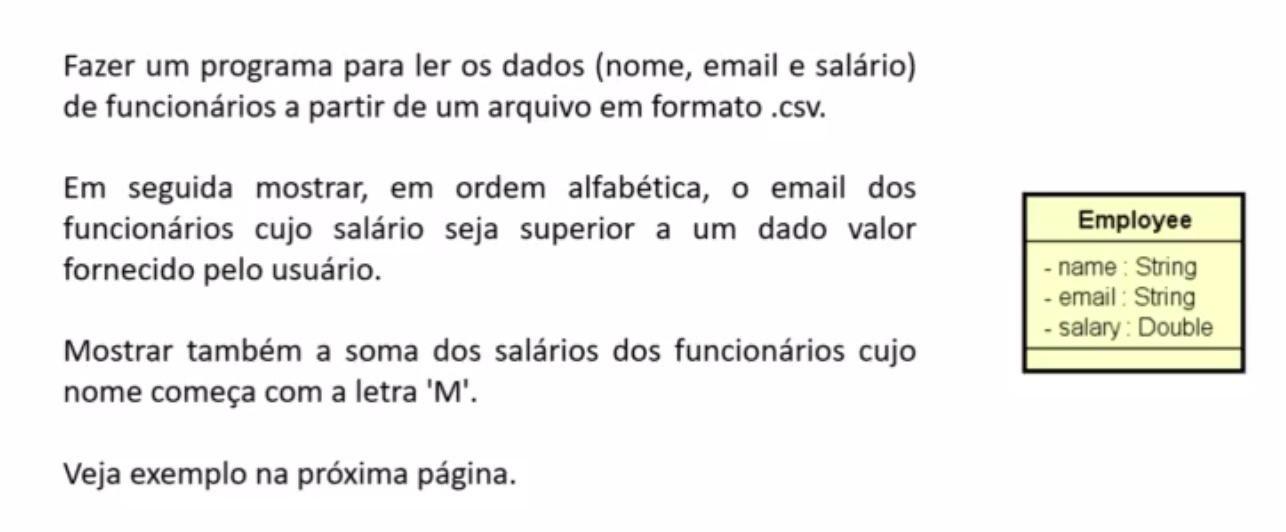 Fazer um programa para ler os dados (nome, email e salário)
de funcionários a partir de um arquivo em formato .csv.
Em seguida mostrar, em ordem alfabética, o email dos
funcionários cujo salário seja superior a um dado valor
fornecido pelo usuário.
Mostrar também a soma dos salários dos funcionários cujo
nome começa com a letra 'M'.
Veja exemplo na próxima página.
Employee
- name : String
- email : String
- salary : Double